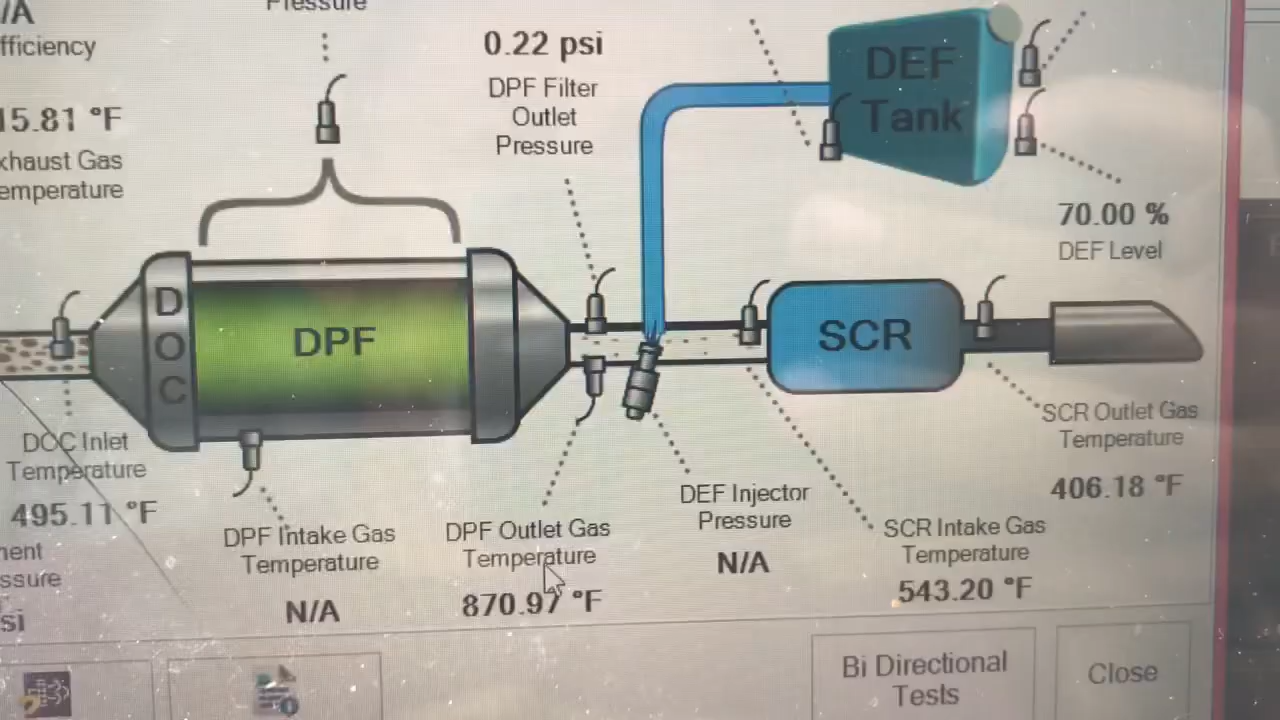 /A
fficiency
Pressure
0.22 psi
DPF Filter
Outlet
Pressure
DEF
Tank
15.81 °F
xhaust Gas
emperature
70.00 %
DEF Level
D
O
C
DPF
SCR
DOC Inlet
Temperature
495.11 °F
nent
ssure
si
DPF Intake Gas
Temperature
N/A
DPF Outlet Gas
Temperature
870.97 °F
DEF Injector
Pressure
N/A
SCR Intake Gas
Temperature
543.20 °F
SCR Outlet Gas
Temperature
406.18 °F
Bi Directional
Tests
Close